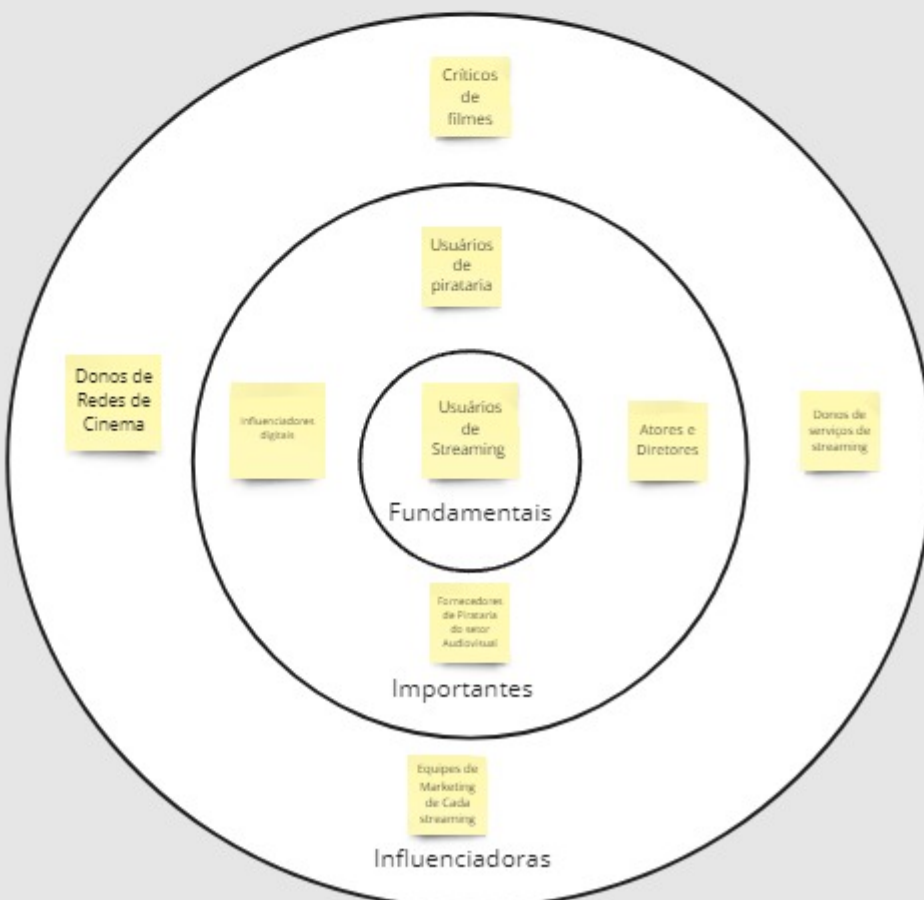 Críticos
de
filmes
Usuários
de
pirataria
Donos de
Redes de
Cinema
Influenciadores
digitais
Usuários
de
Streaming
Atores e
Diretores
Donos de
serviços de
streaming
Fundamentais
Fornecedores
de Pirataria
do setor
Audiovisual
Importantes
Equipes de
Marketing
de Cada
streaming
Influenciadoras